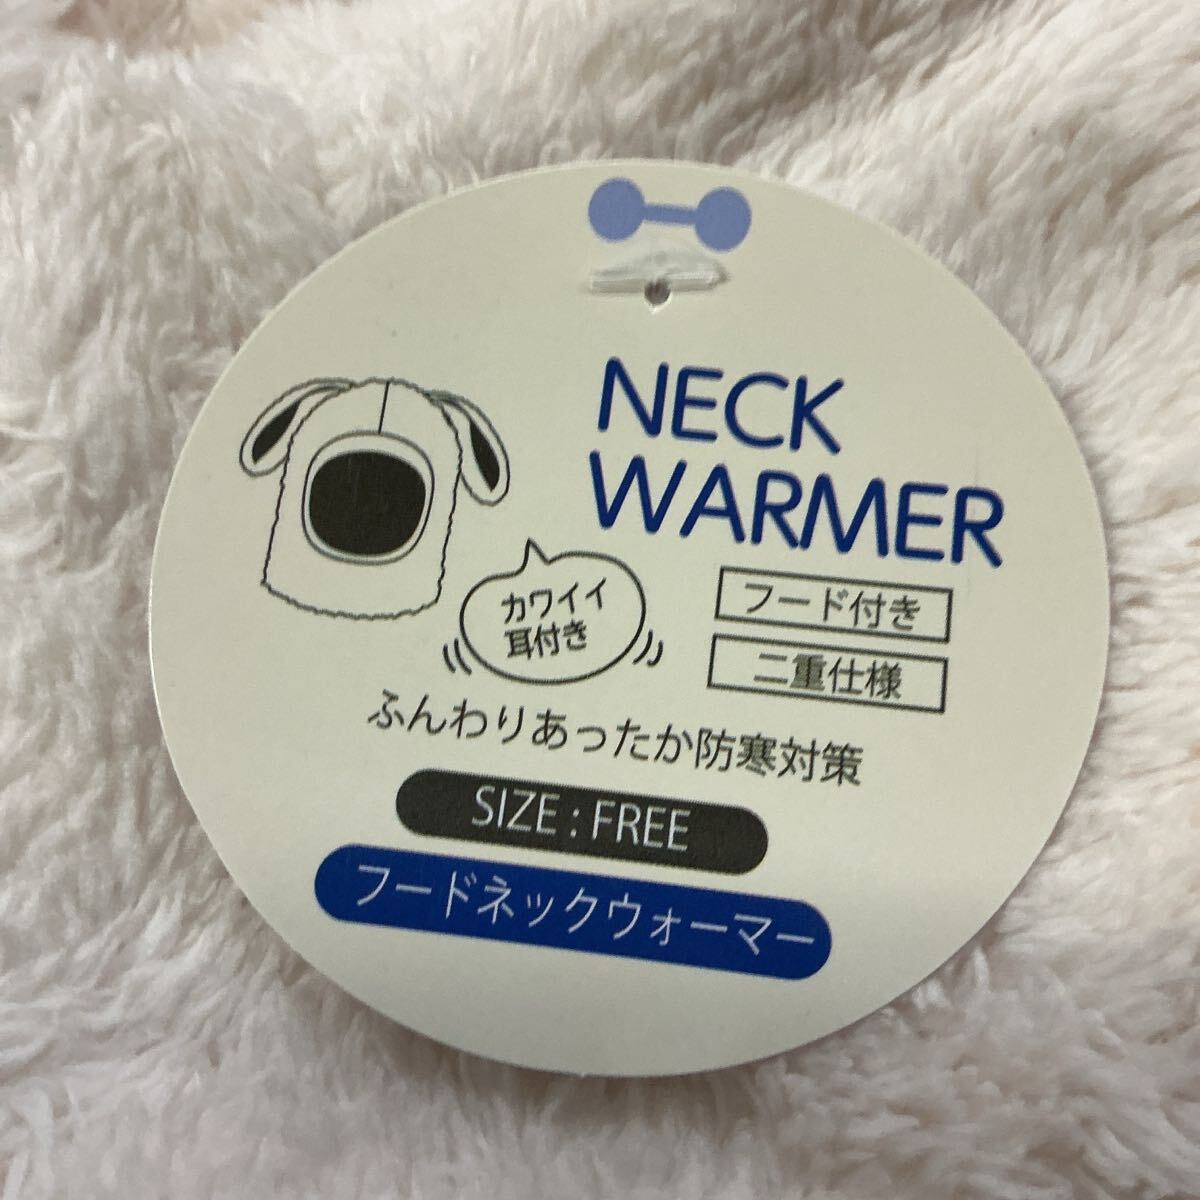 NECK
WARMER
カワイイ
耳付き
フード付き
二重仕様
ふんわりあったか防寒対策
SIZE : FREE
フードネックウォーマー